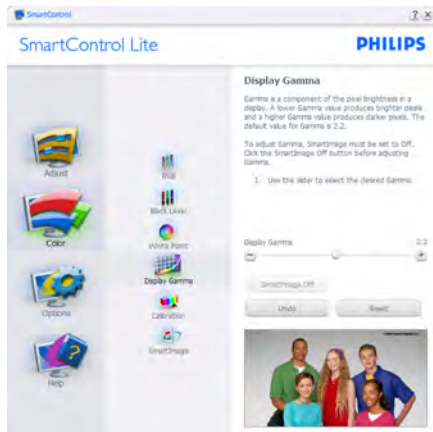 SmartControl
SmartControl Lite
PHILIPS
Display Gamma
Gamma is a component of the pixel brightness in a
display. A lower Gamma value produces brighter pixels
and a higher Gamma value produces darker pixels. The
default value for Gamma is 2.2.
To adjust Gamma, SmartImage must be set to Off.
Click the SmartImage Off button before adjusting
Gamma.
1. Use the slider to select the desired Gamma.
Adjust
Color
Options
Help
RGB
Black Level
White Point
Display Gamma
Calibration
SmartImage
Display Gamma 2.2
SmartImage Off
Undo Reset